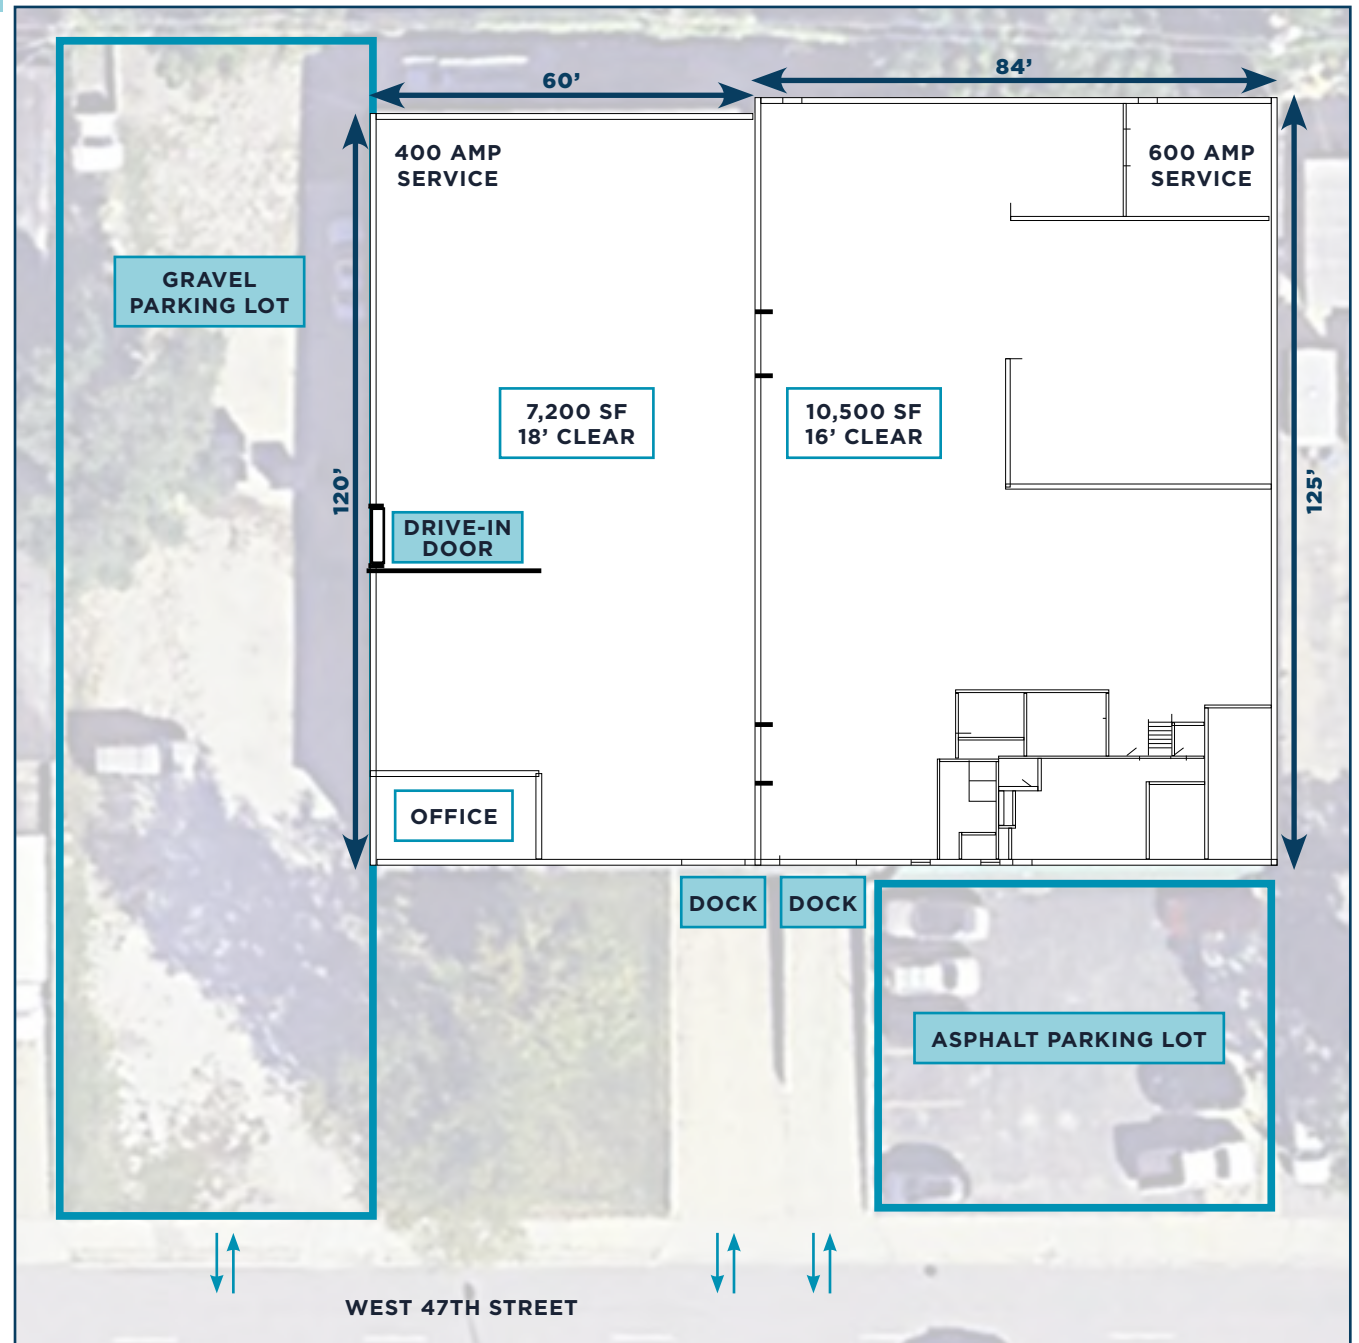 60’
84’
400 AMP
SERVICE
600 AMP
SERVICE
GRAVEL
PARKING LOT
7,200 SF
18’ CLEAR
10,500 SF
16’ CLEAR
120’
125’
DRIVE-IN
DOOR
OFFICE
DOCK
DOCK
ASPHALT PARKING LOT
WEST 47TH STREET